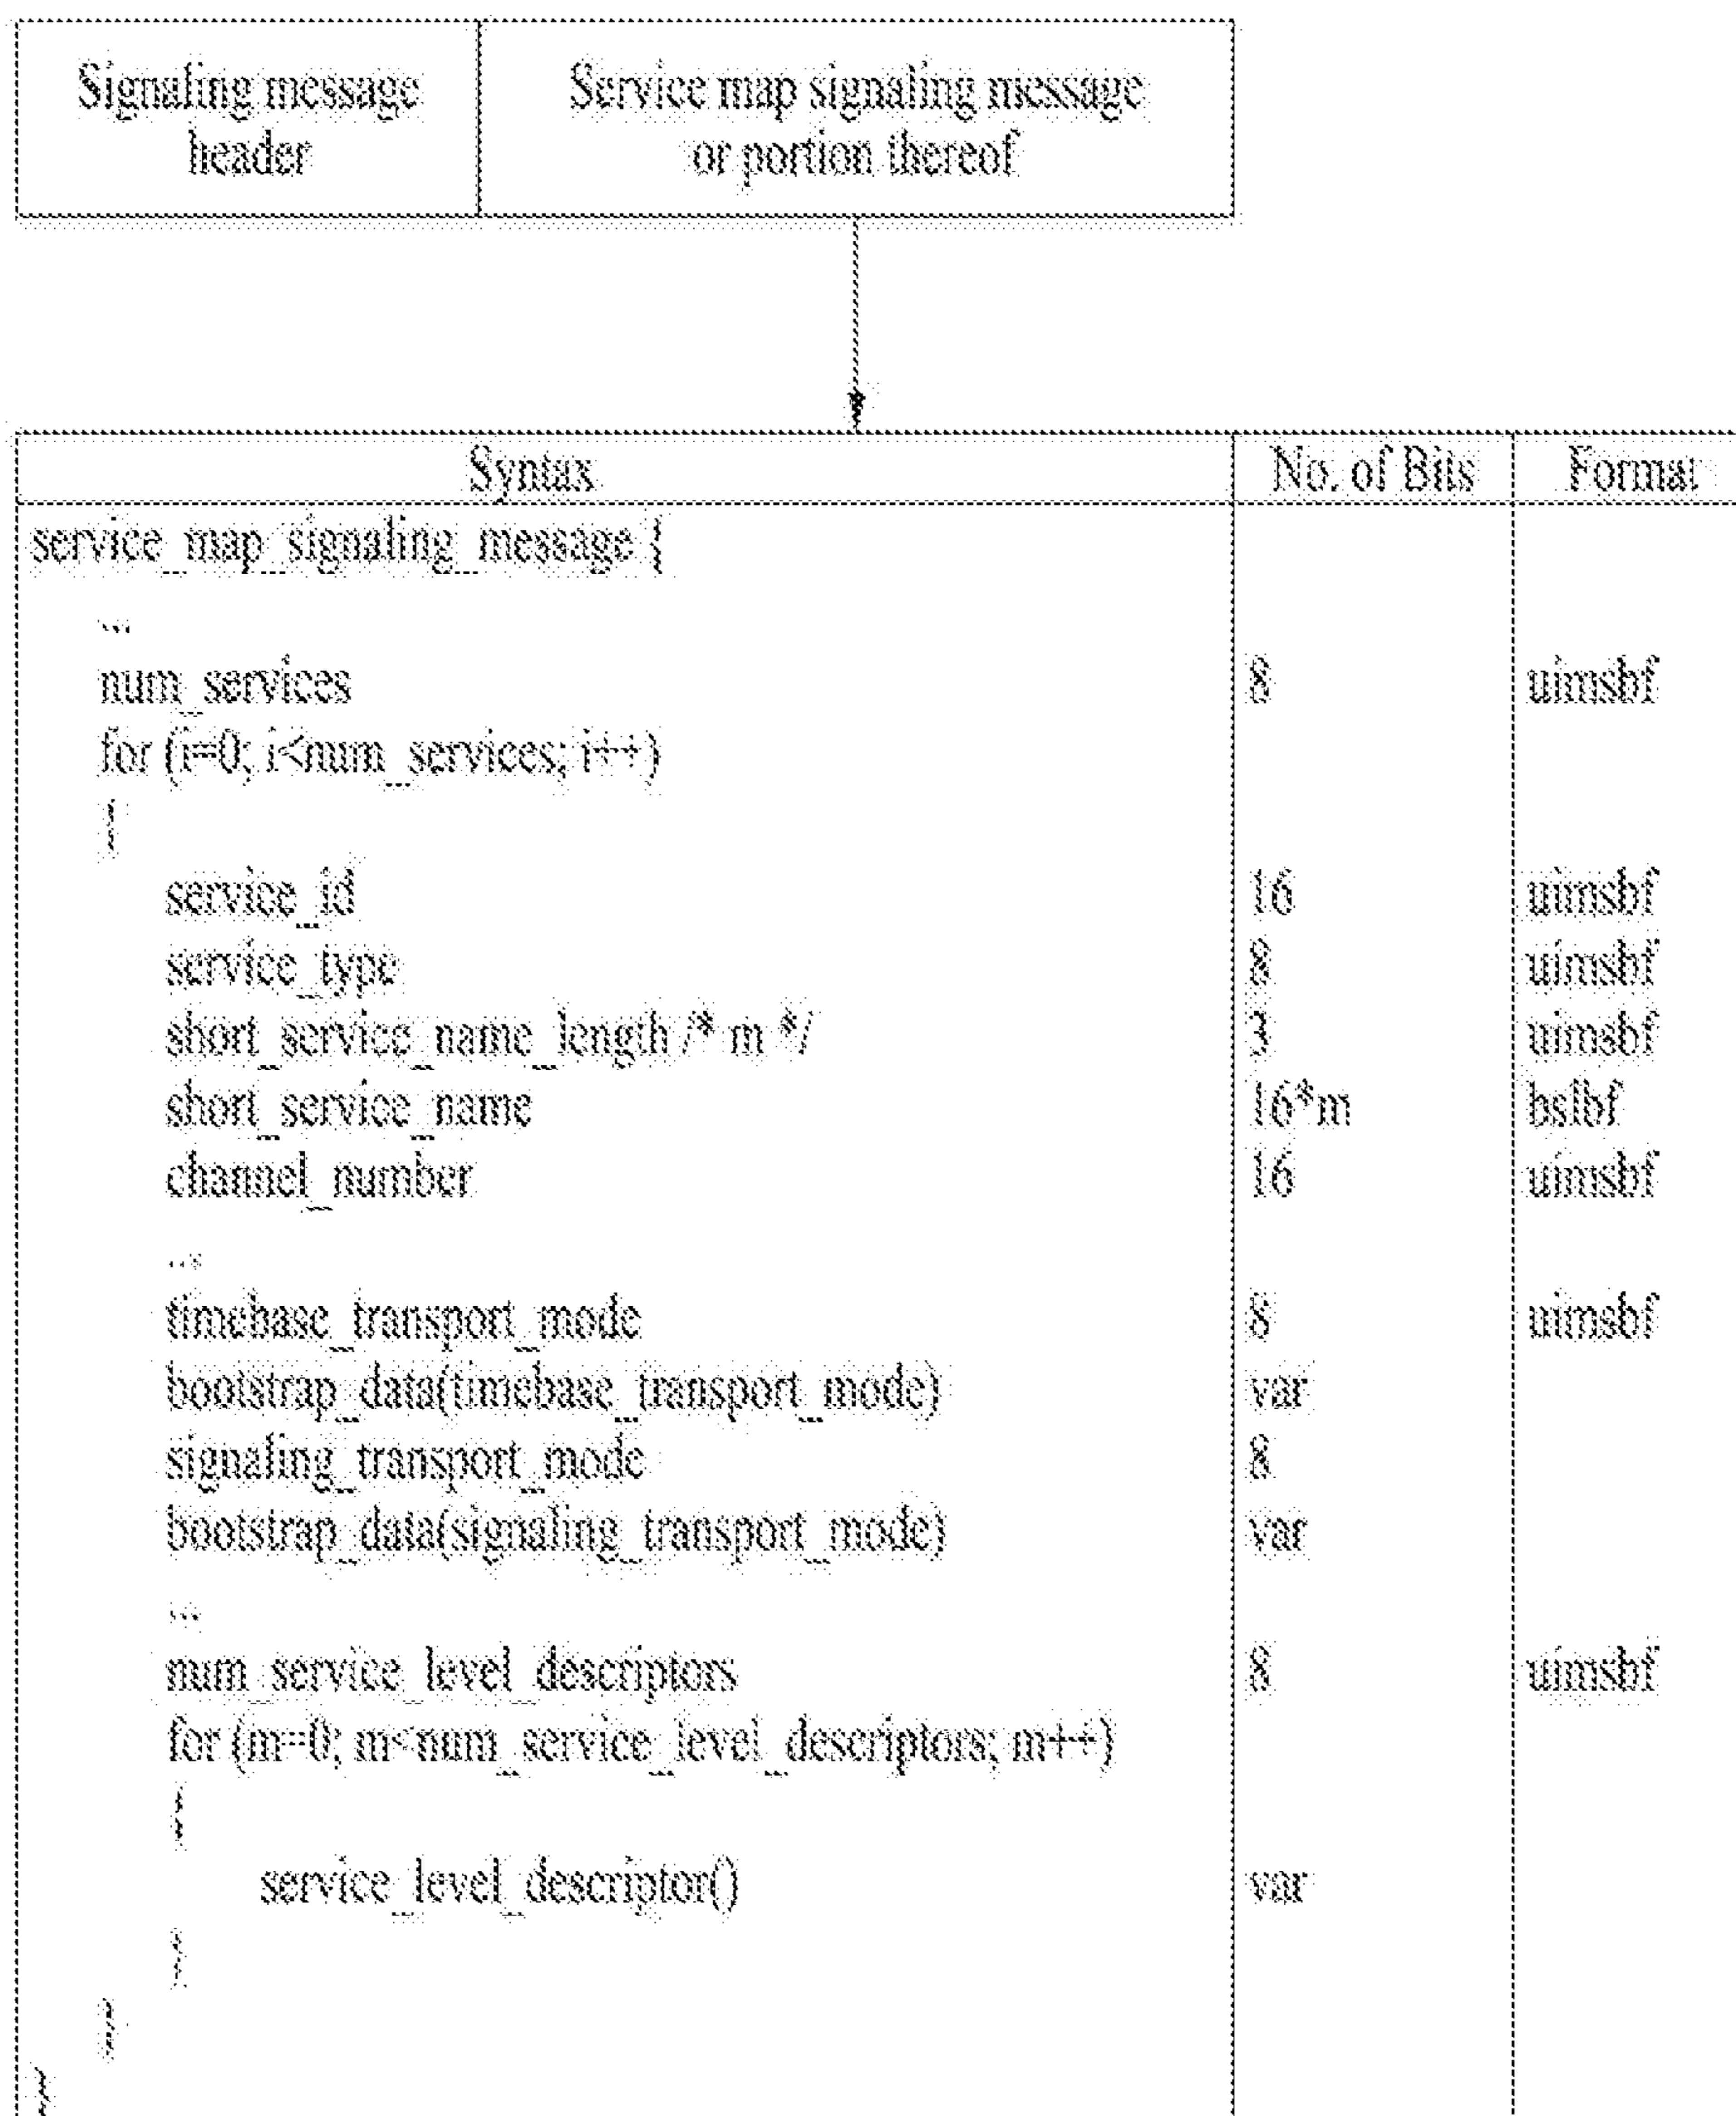 Signaling message
header
Service map signaling message
or portion thereof
Syntax No. of Bits Format
service_map_signaling_message {
...
num_services 8 uimsbf
for (i=0; i<num_services; i++)
{
service_id 16 uimsbf
service_type 8 uimsbf
short_service_name_length /* m */ 3 uimsbf
short_service_name 16*m bslbf
channel_number 16 uimsbf
...
timebase_transport_mode 8 uimsbf
bootstrap_data(timebase_transport_mode) var
signaling_transport_mode 8
bootstrap_data(signaling_transport_mode) var
...
num_service_level_descriptors 8 uimsbf
for (m=0; m<num_service_level_descriptors; m++)
{
service_level_descriptor() var
}
}
}